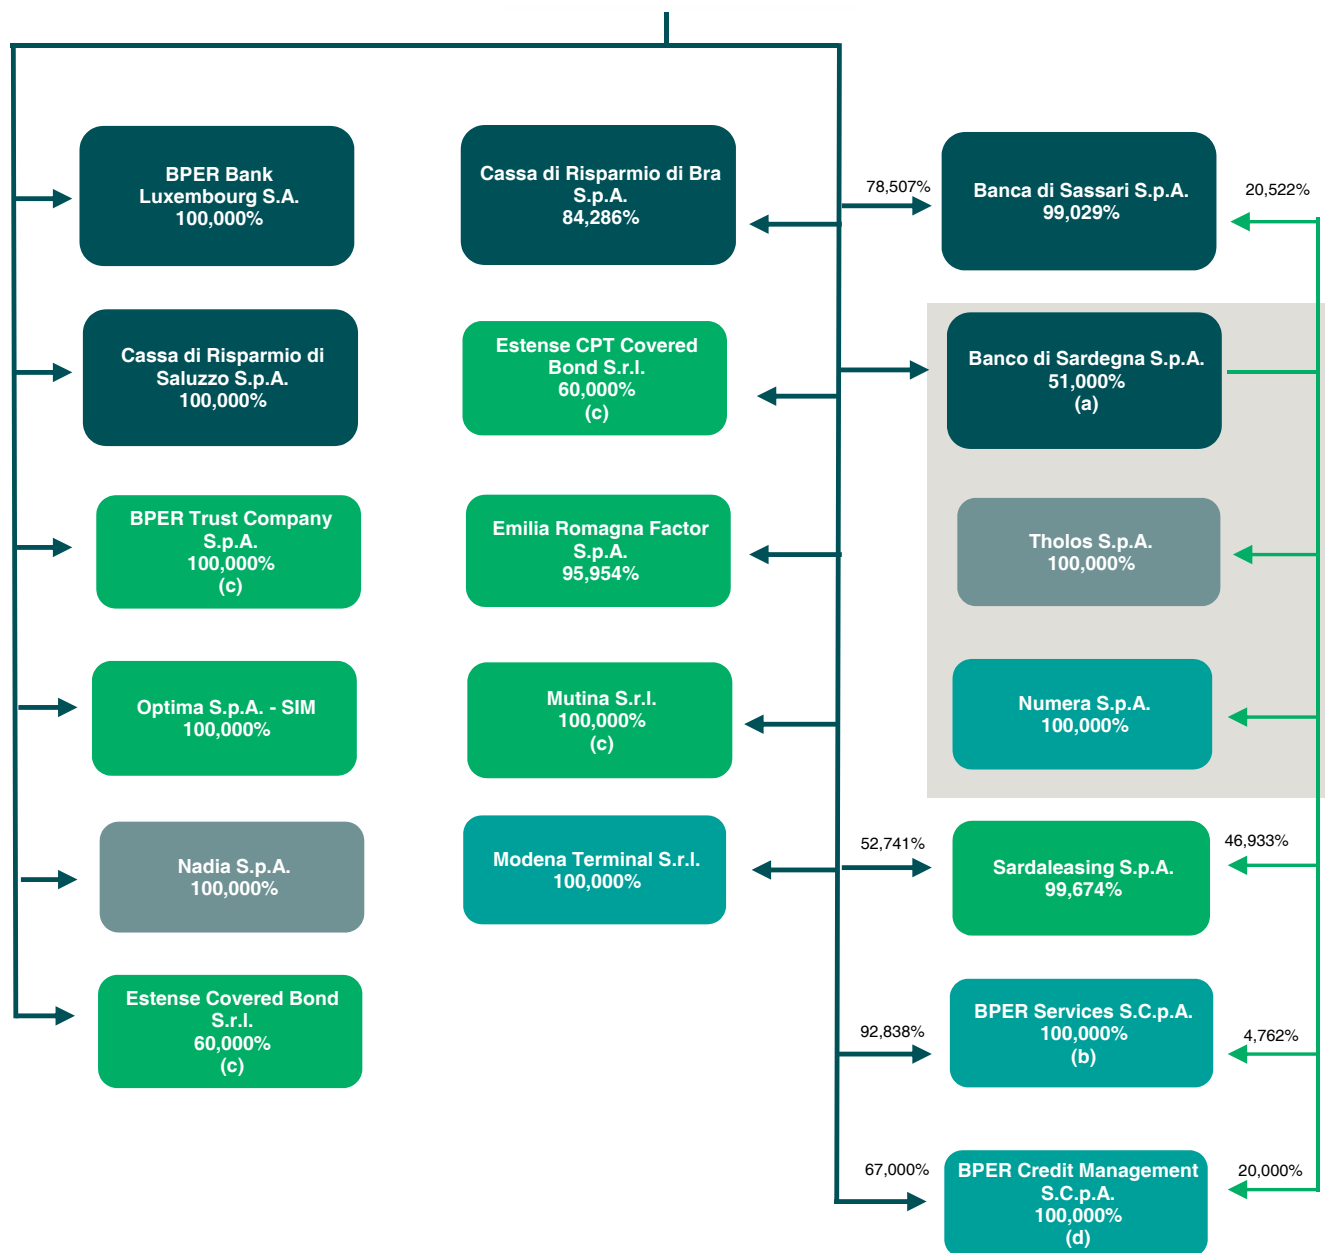 BPER Bank
Luxembourg S.A.
100,000%
Cassa di Risparmio di Bra
S.p.A.
84,286%
78,507%
Banca di Sassari S.p.A.
99,029%
20,522%
Cassa di Risparmio di
Saluzzo S.p.A.
100,000%
Estense CPT Covered
Bond S.r.l.
60,000%
(c)
Banco di Sardegna S.p.A.
51,000%
(a)
BPER Trust Company
S.p.A.
100,000%
(c)
Emilia Romagna Factor
S.p.A.
95,954%
Tholos S.p.A.
100,000%
Optima S.p.A. - SIM
100,000%
Mutina S.r.l.
100,000%
(c)
Numera S.p.A.
100,000%
Nadia S.p.A.
100,000%
Modena Terminal S.r.l.
100,000%
52,741%
Sardaleasing S.p.A.
99,674%
46,933%
Estense Covered Bond
S.r.l.
60,000%
(c)
92,838%
BPER Services S.C.p.A.
100,000%
(b)
4,762%
67,000%
BPER Credit Management
S.C.p.A.
100,000%
(d)
20,000%